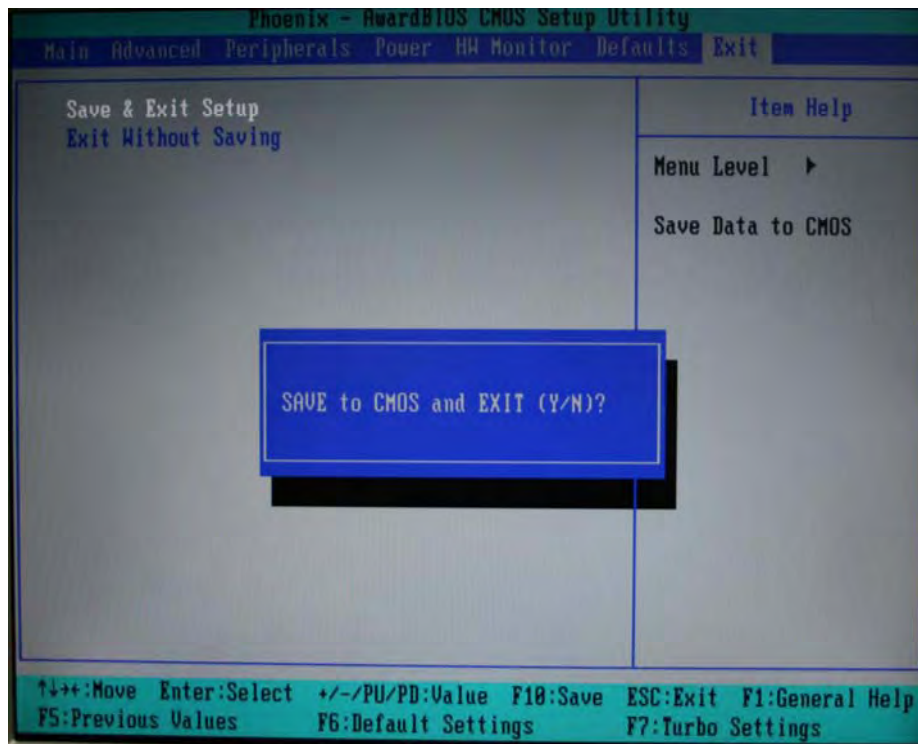 Phoenix - AwardBIOS CMOS Setup Utility
Main Advanced Peripherals Power HW Monitor Defaults Exit
Save & Exit Setup
Exit Without Saving
Item Help
Menu Level ▶
Save Data to CMOS
SAVE to CMOS and EXIT (Y/N)?
↑↓→←:Move Enter:Select +/-/PU/PD:Value F10:Save ESC:Exit F1:General Help
F5:Previous Values F6:Default Settings F7:Turbo Settings